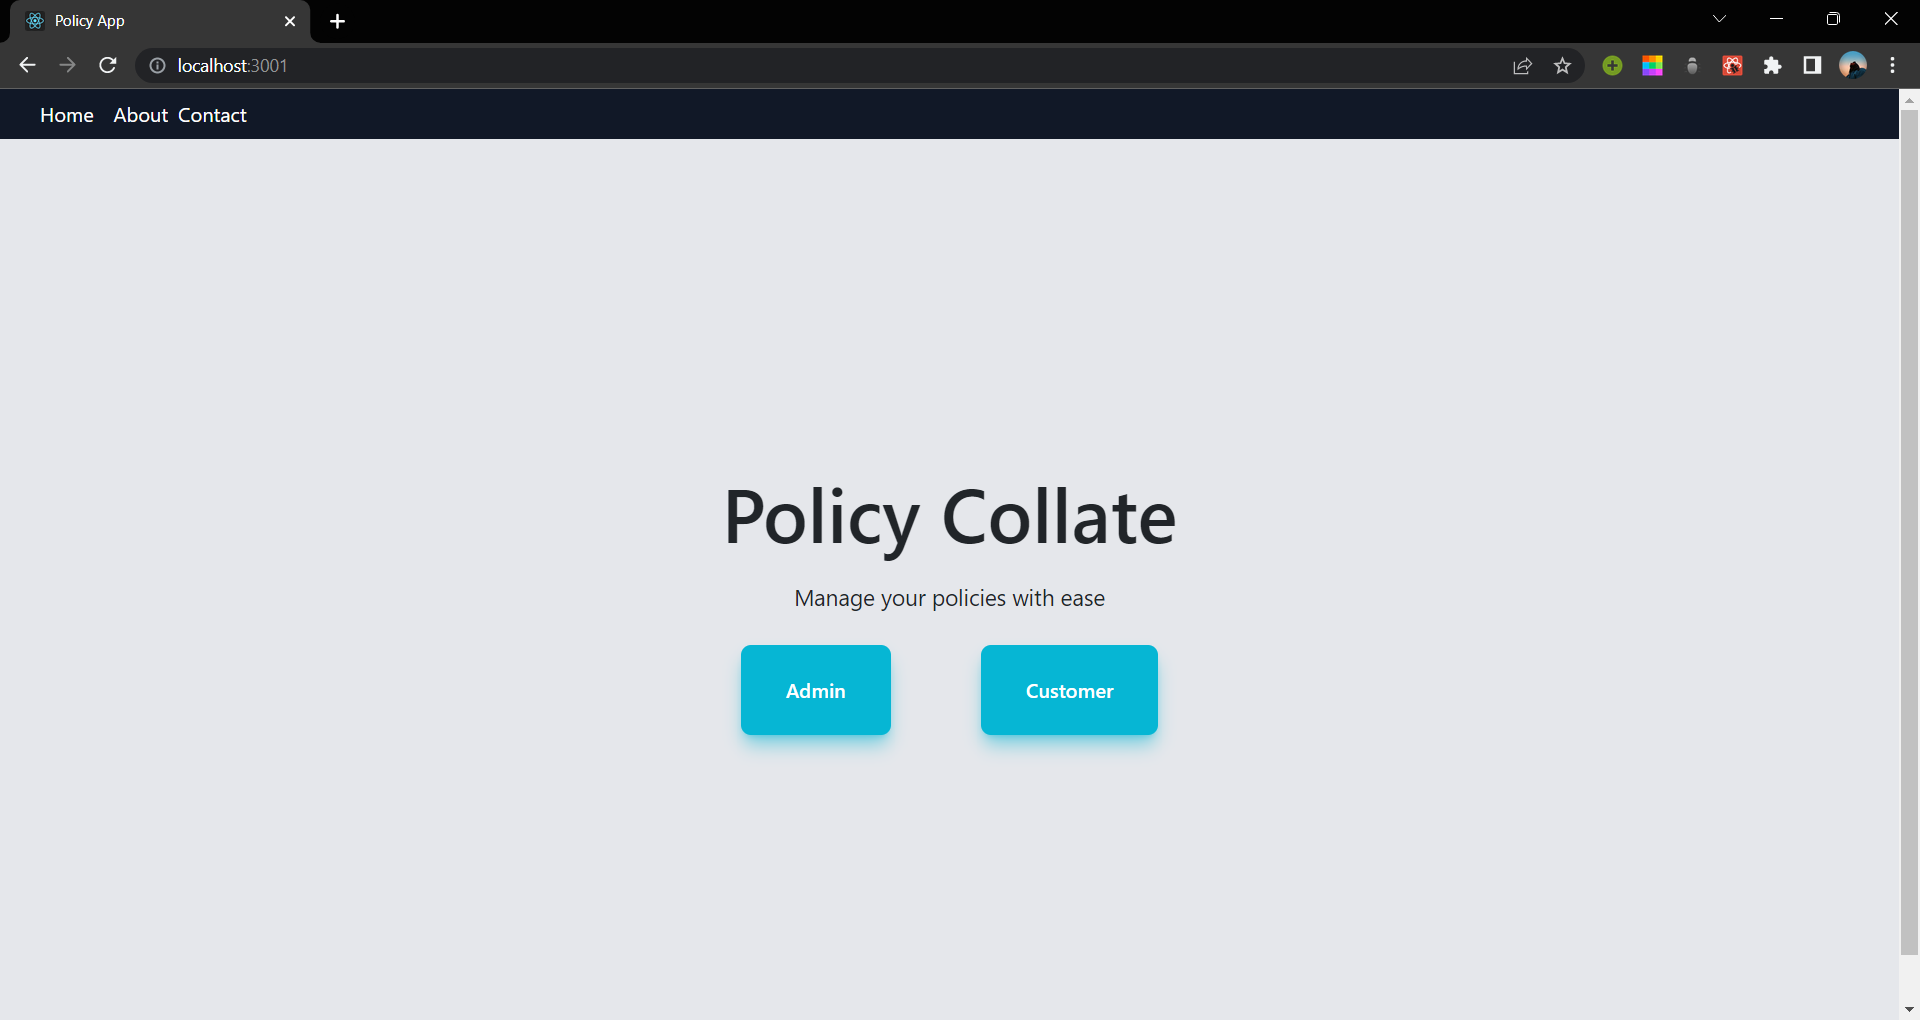 Policy App
localhost:3001
Home About Contact
Policy Collate
Manage your policies with ease
Admin Customer